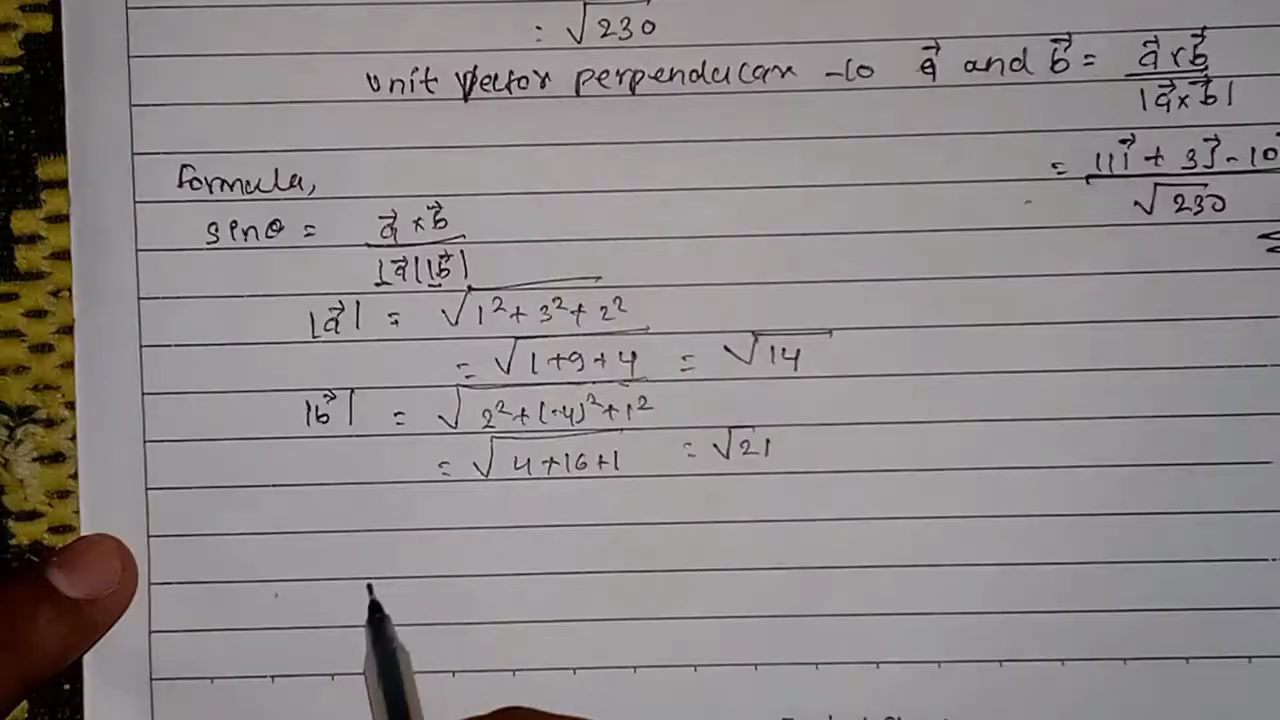 = √230
unit vector perpenducar to a⃗ and b⃗ = a⃗×b⃗ / |a⃗×b⃗|
= 11i⃗ + 3j⃗ - 10 / √230
formula,
sinθ = a⃗×b⃗ / |a⃗||b⃗|
|a⃗| = √1²+3²+2²
= √1+9+4 = √14
|b⃗| = √2²+(-4)²+1²
= √4+16+1 = √21